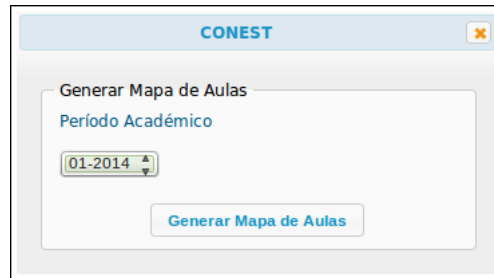 CONEST
Generar Mapa de Aulas
Período Académico
01-2014
Generar Mapa de Aulas